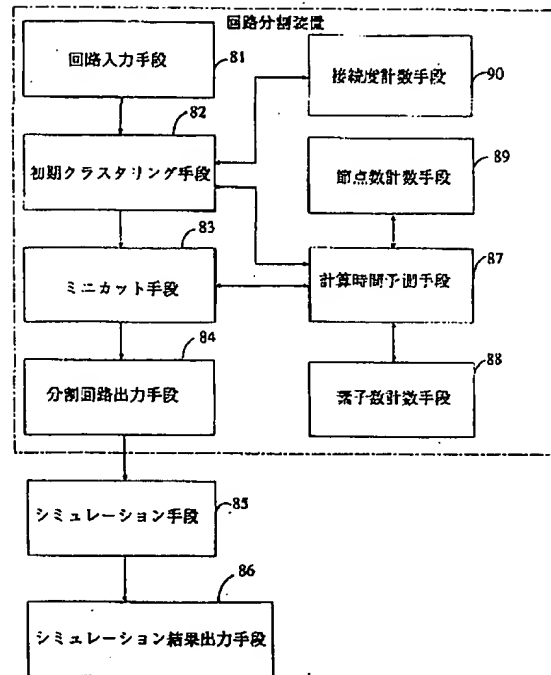 回路分割装置
回路入力手段
81
接続度計数手段
90
82
初期クラスタリング手段
89
節点数計数手段
83
ミニカット手段
87
計算時間予測手段
84
分割回路出力手段
88
素子数計数手段
シミュレーション手段
85
86
シミュレーション結果出力手段